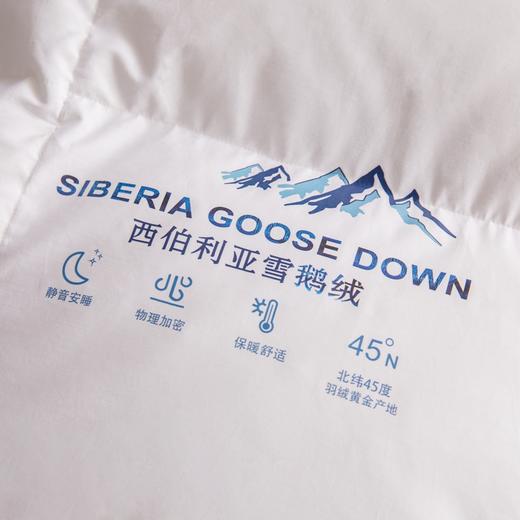 SIBERIA GOOSE DOWN
西伯利亚雪鹅绒
静音安睡
物理加密
保暖舒适
45°N
北纬45度
羽绒黄金产地